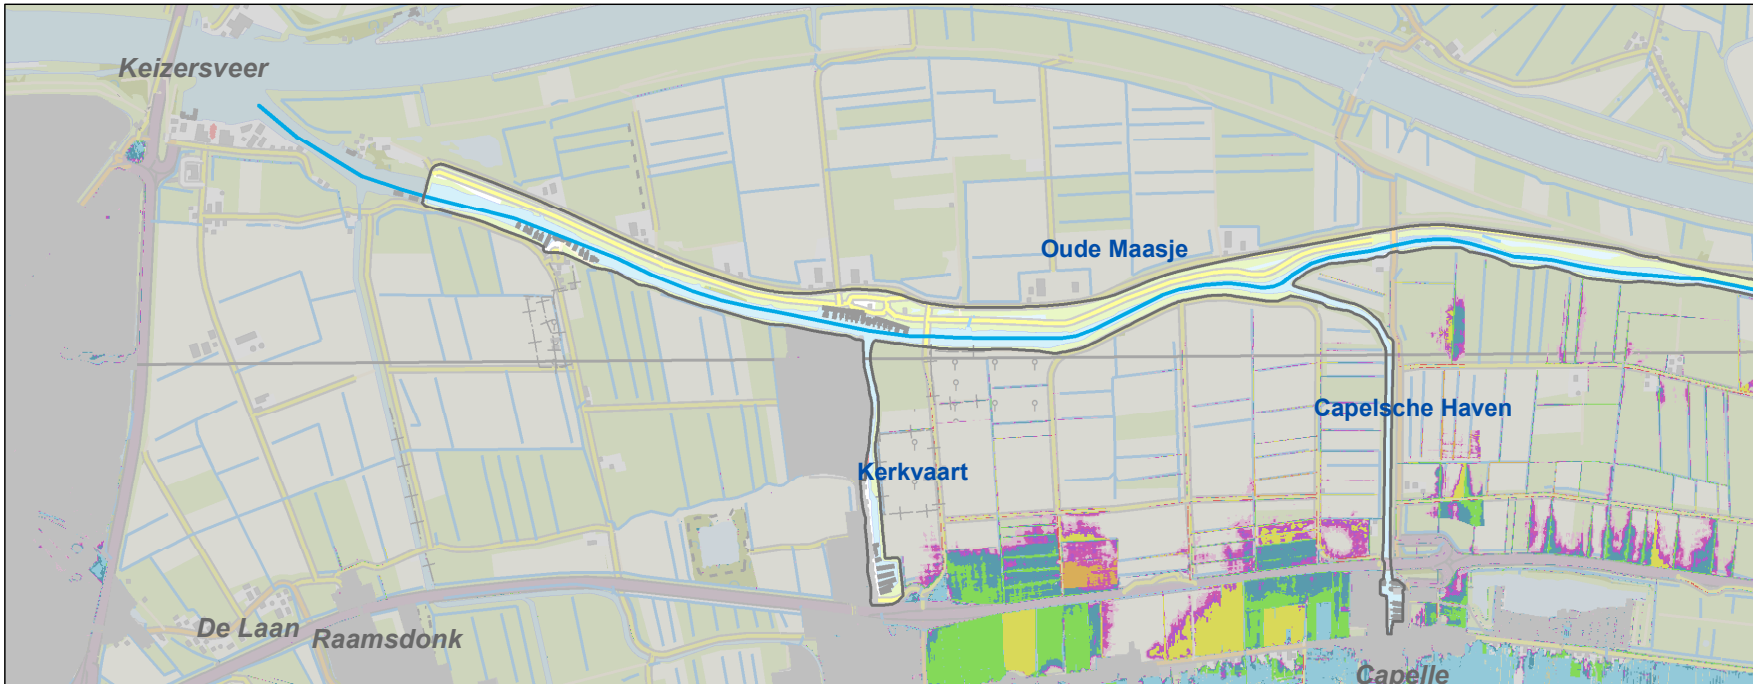 Keizersveer
Oude Maasje
Capelsche Haven
Kerkvaart
De Laan
Raamsdonk
Capelle